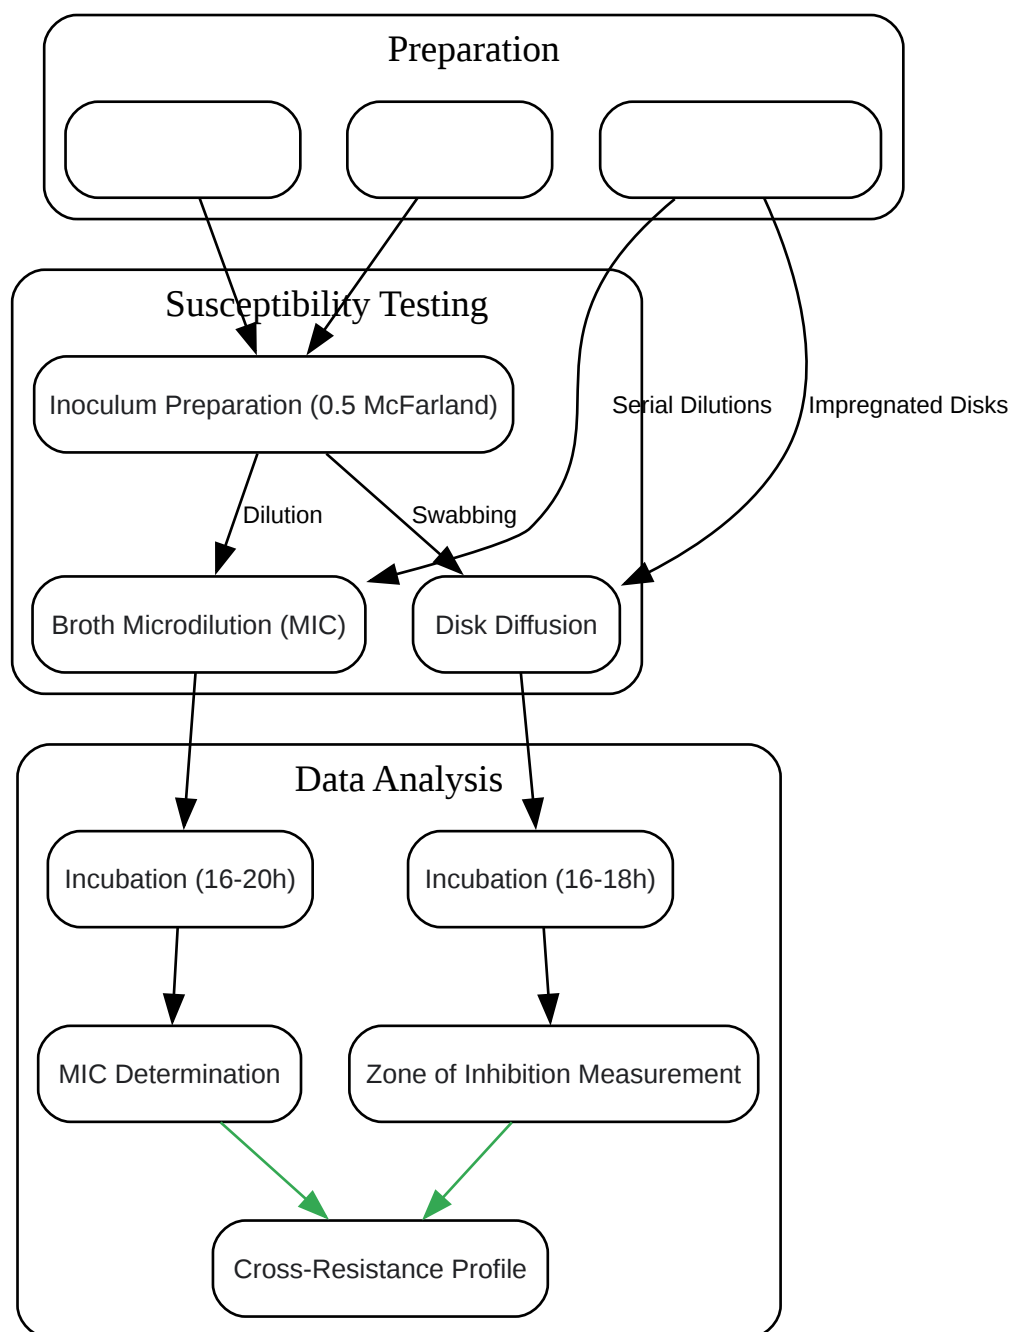 Preparation
Susceptibility Testing
Inoculum Preparation (0.5 McFarland)
Serial Dilutions
Impregnated Disks
Dilution
Swabbing
Broth Microdilution (MIC)
Disk Diffusion
Data Analysis
Incubation (16-20h)
Incubation (16-18h)
MIC Determination
Zone of Inhibition Measurement
Cross-Resistance Profile